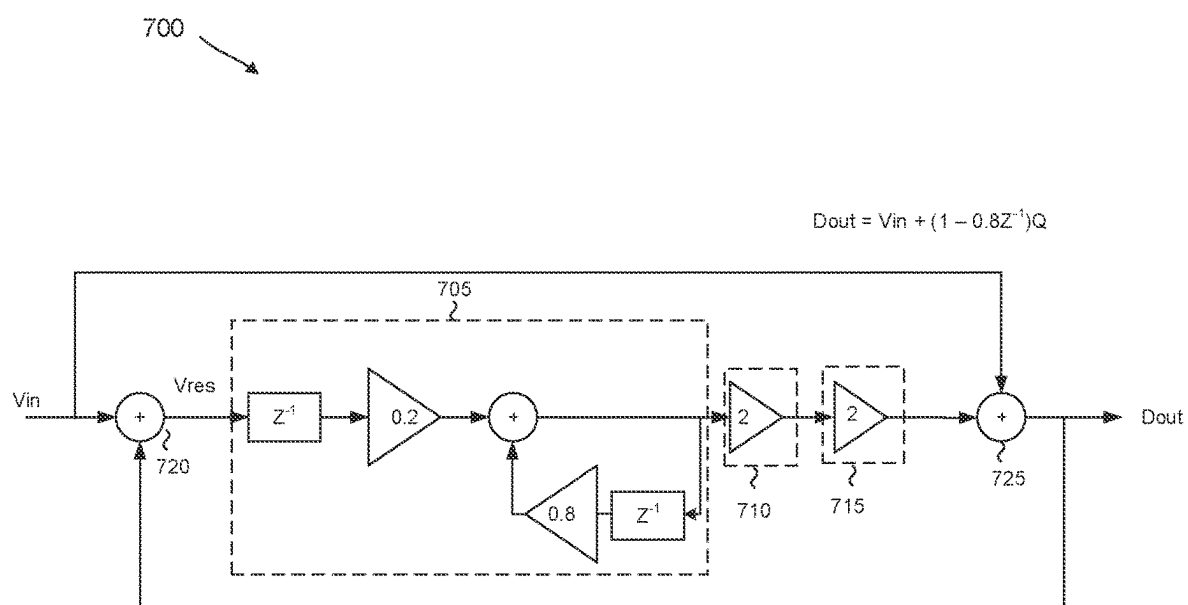 700
Dout = Vin + (1 – 0.8Z⁻¹)Q
705
Vin
+
Vres
Z⁻¹
0.2
+
2
2
+
Dout
720
0.8
Z⁻¹
710
715
725